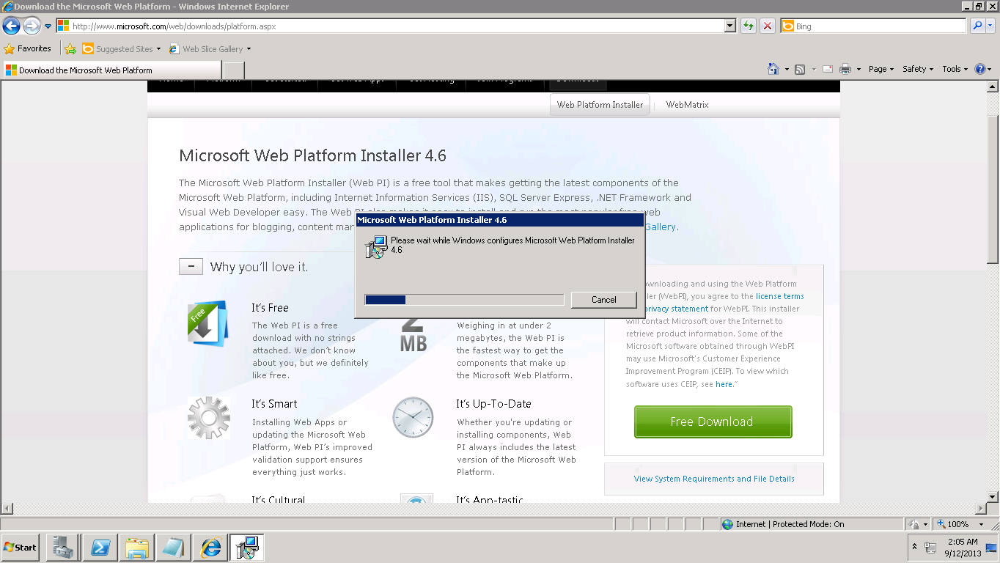 Download the Microsoft Web Platform - Windows Internet Explorer
http://www.microsoft.com/web/downloads/platform.aspx
Bing
Favorites
Suggested Sites
Web Slice Gallery
Download the Microsoft Web Platform
Page
Safety
Tools
Web Platform Installer
WebMatrix
Microsoft Web Platform Installer 4.6
The Microsoft Web Platform Installer (Web PI) is a free tool that makes getting the latest components of the
Microsoft Web Platform, including Internet Information Services (IIS), SQL Server Express, .NET Framework and
Visual Web Developer easy. The Web PI also makes it easy to install and run the most popular free web
applications for blogging, content Gallery.
Microsoft Web Platform Installer 4.6
Please wait while Windows configures Microsoft Web Platform Installer
4.6
Cancel
Why you'll love it.
It's Free
The Web PI is a free
download with no strings
attached. We don't know
about you, but we definitely
like free.
Free
2
MB
Weighing in at under 2
megabytes, the Web PI is
the fastest way to get the
components that make up
the Microsoft Web Platform.
It's Smart
Installing Web Apps or
updating the Microsoft Web
Platform, Web PI's improved
validation support ensures
everything just works.
It's Up-To-Date
Whether you're updating or
installing components, Web
PI always includes the latest
version of the Microsoft Web
Platform.
It's Cultural
It's App-tastic
and using the Web Platform
(WebPI), you agree to the license terms
privacy statement for WebPI. This installer
will contact Microsoft over the Internet to
retrieve product information. Some of the
Microsoft software obtained through WebPI
may use Microsoft's Customer Experience
Improvement Program (CEIP). To view which
software uses CEIP, see here."
Free Download
View System Requirements and File Details
Internet | Protected Mode: On
100%
Start
2:05 AM
9/12/2013